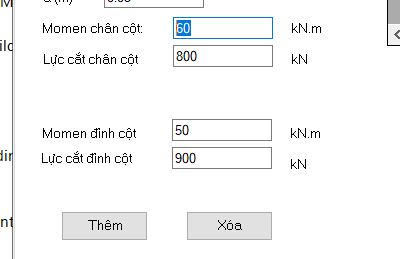 Momen chân cột: 60 kN.m
Lực cắt chân cột 800 kN
Momen đỉnh cột 50 kN.m
Lực cắt đỉnh cột 900 kN
Thêm Xóa